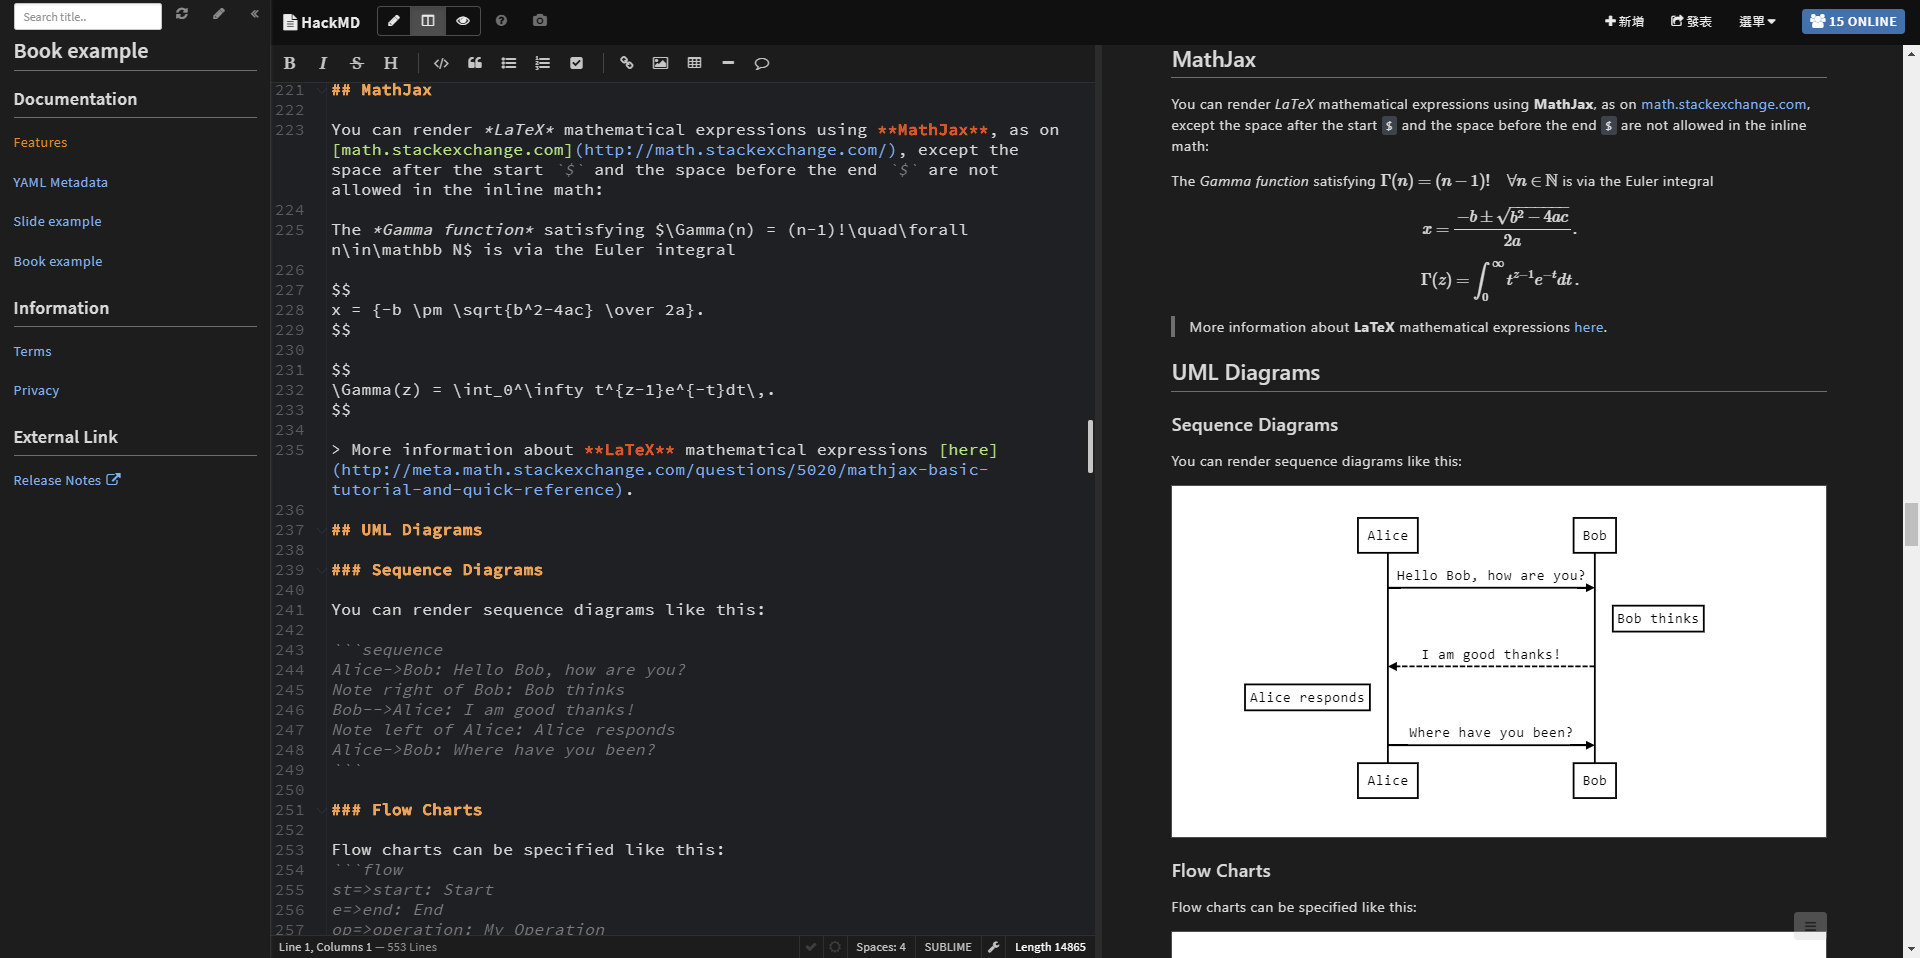 Search title..
Book example
Documentation
Features
YAML Metadata
Slide example
Book example
Information
Terms
Privacy
External Link
Release Notes
HackMD
新增
發表
選單
15 ONLINE
B I S H
221 ## MathJax
222
223 You can render *LaTeX* mathematical expressions using **MathJax**, as on
[math.stackexchange.com](http://math.stackexchange.com/), except the
space after the start `$` and the space before the end `$` are not
allowed in the inline math:
224
225 The *Gamma function* satisfying $\Gamma(n) = (n-1)!\quad\forall
n\in\mathbb N$ is via the Euler integral
226
227 $$
228 x = {-b \pm \sqrt{b^2-4ac} \over 2a}.
229 $$
230
231 $$
232 \Gamma(z) = \int_0^\infty t^{z-1}e^{-t}dt\,.
233 $$
234
235 > More information about **LaTeX** mathematical expressions [here]
(http://meta.math.stackexchange.com/questions/5020/mathjax-basic-
tutorial-and-quick-reference).
236
237 ## UML Diagrams
238
239 ### Sequence Diagrams
240
241 You can render sequence diagrams like this:
242
243 ```sequence
244 Alice->Bob: Hello Bob, how are you?
245 Note right of Bob: Bob thinks
246 Bob-->Alice: I am good thanks!
247 Note left of Alice: Alice responds
248 Alice->Bob: Where have you been?
249 ```
250
251 ### Flow Charts
252
253 Flow charts can be specified like this:
254 ```flow
255 st=>start: Start
256 e=>end: End
257 op=>operation: My Operation
Line 1, Columns 1 — 553 Lines
Spaces: 4
SUBLIME
Length 14865
MathJax
You can render LaTeX mathematical expressions using MathJax, as on math.stackexchange.com,
except the space after the start $ and the space before the end $ are not allowed in the inline
math:
The Gamma function satisfying Γ(n) = (n − 1)! ∀n ∈ ℕ is via the Euler integral
x = (−b ± √(b² − 4ac)) / 2a.
Γ(z) = ∫₀^∞ t^{z−1}e^{−t}dt .
More information about LaTeX mathematical expressions here.
UML Diagrams
Sequence Diagrams
You can render sequence diagrams like this:
Alice Bob
Hello Bob, how are you?
Bob thinks
I am good thanks!
Alice responds
Where have you been?
Alice Bob
Flow Charts
Flow charts can be specified like this: